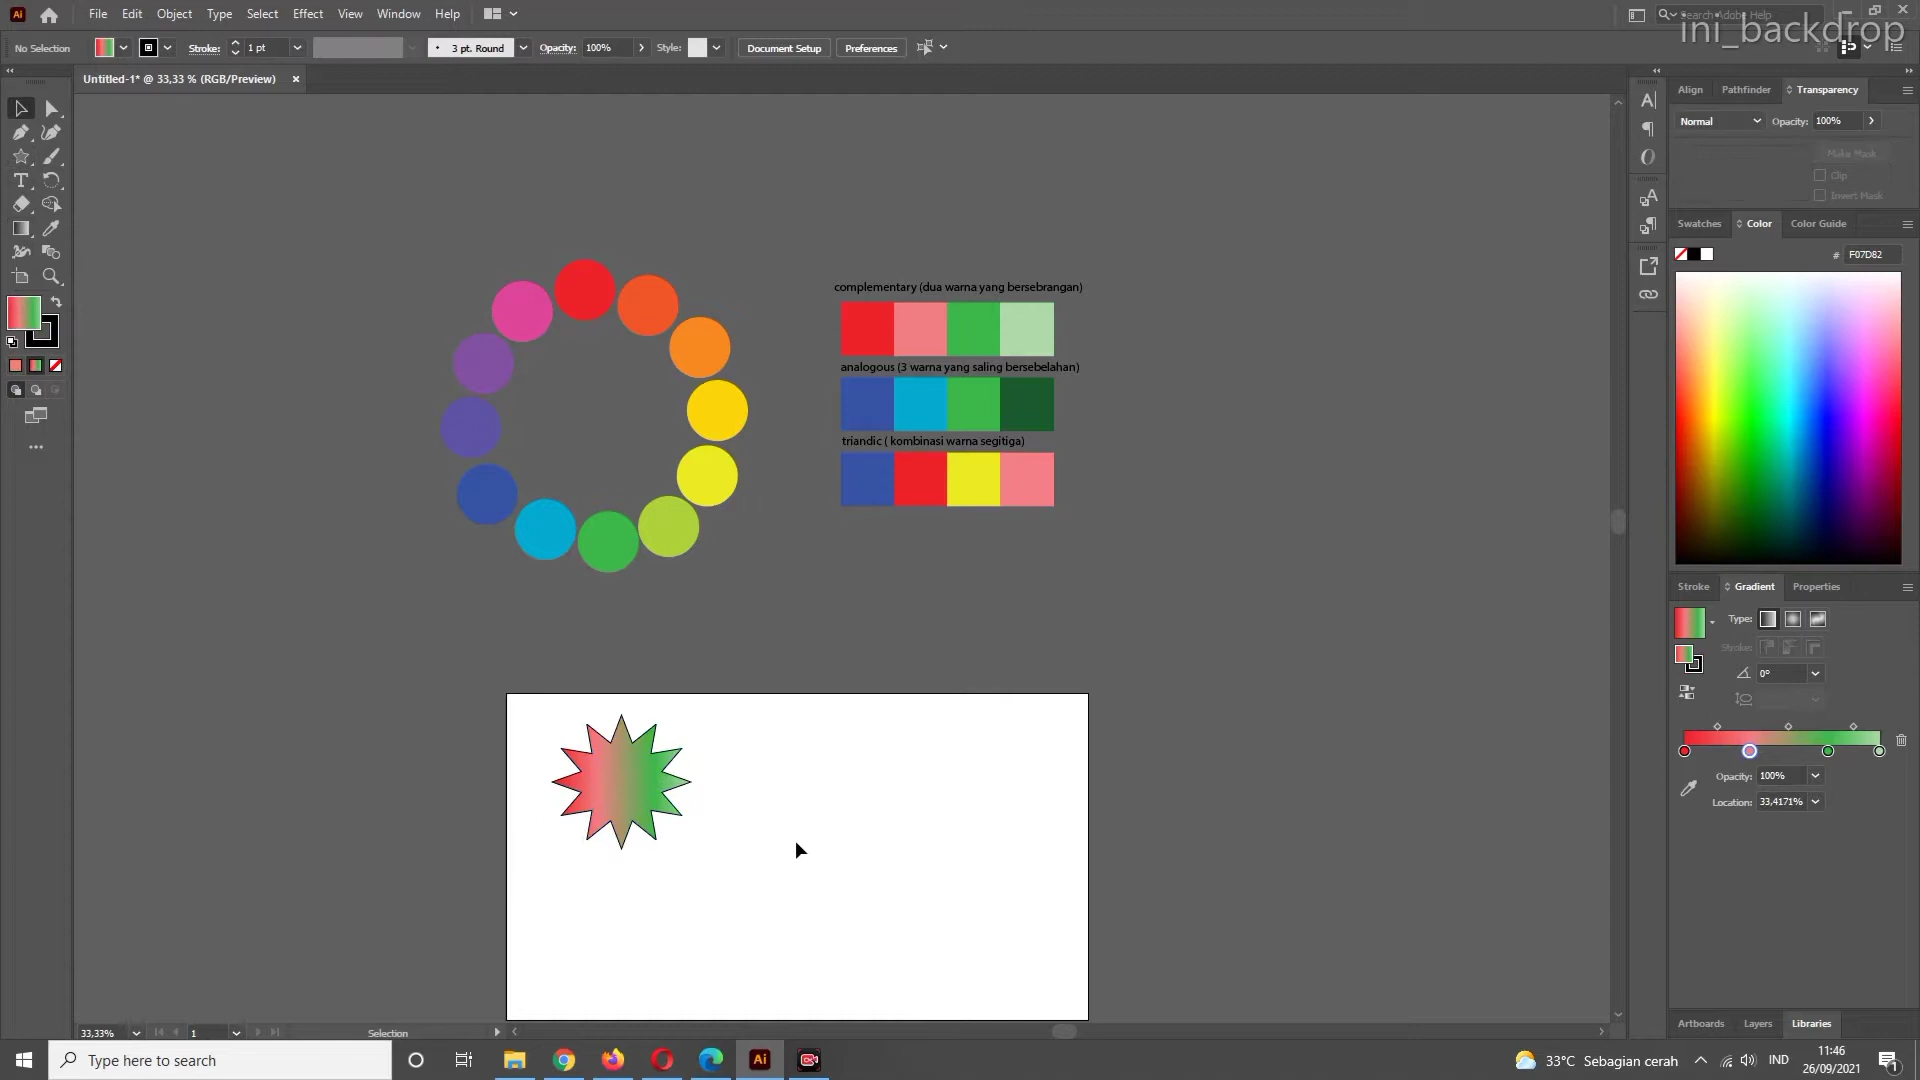 Ai File Edit Object Type Select Effect View Window Help Search Adobe Help
ini_backdrop
No Selection Stroke: 1 pt 3 pt. Round Opacity: 100% Style: Document Setup Preferences
Untitled-1* @ 33,33 % (RGB/Preview)
Align Pathfinder Transparency
Normal Opacity: 100%
Make Mask
Clip
Invert Mask
Swatches Color Color Guide
# F07D82
complementary (dua warna yang bersebrangan)
analogous (3 warna yang saling bersebelahan)
triandic ( kombinasi warna segitiga)
Stroke Gradient Properties
Type:
Stroke:
0°
Opacity: 100%
Location: 33,4171%
Artboards Layers Libraries
33,33% 1 Selection
Type here to search
Ai
33°C Sebagian cerah
IND
11:46
26/09/2021
1